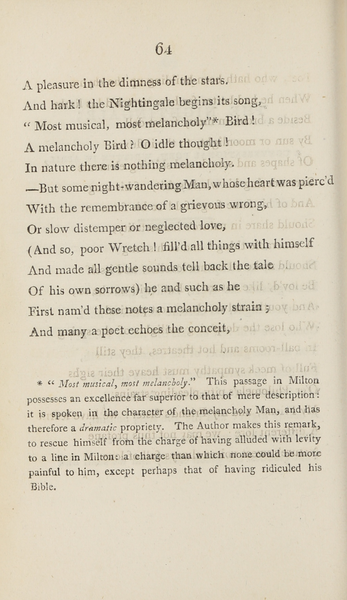 64
A pleasure in the dimness of the stars.
And hark! the Nightingale begins its song,
“ Most musical, most melancholy”* Bird!
A melancholy Bird? O idle thought!
In nature there is nothing melancholy.
—But some night-wandering Man, whose heart was pierc'd
With the remembrance of a grievous wrong,
Or slow distemper or neglected love,
(And so, poor Wretch! fill'd all things with himself
And made all gentle sounds tell back the tale
Of his own sorrows) he and such as he
First nam'd these notes a melancholy strain;
And many a poet echoes the conceit,
* “ Most musical, most melancholy.” This passage in Milton
possesses an excellence far superior to that of mere description:
it is spoken in the character of the melancholy Man, and has
therefore a dramatic propriety. The Author makes this remark,
to rescue himself from the charge of having alluded with levity
to a line in Milton: a charge than which none could be more
painful to him, except perhaps that of having ridiculed his
Bible.